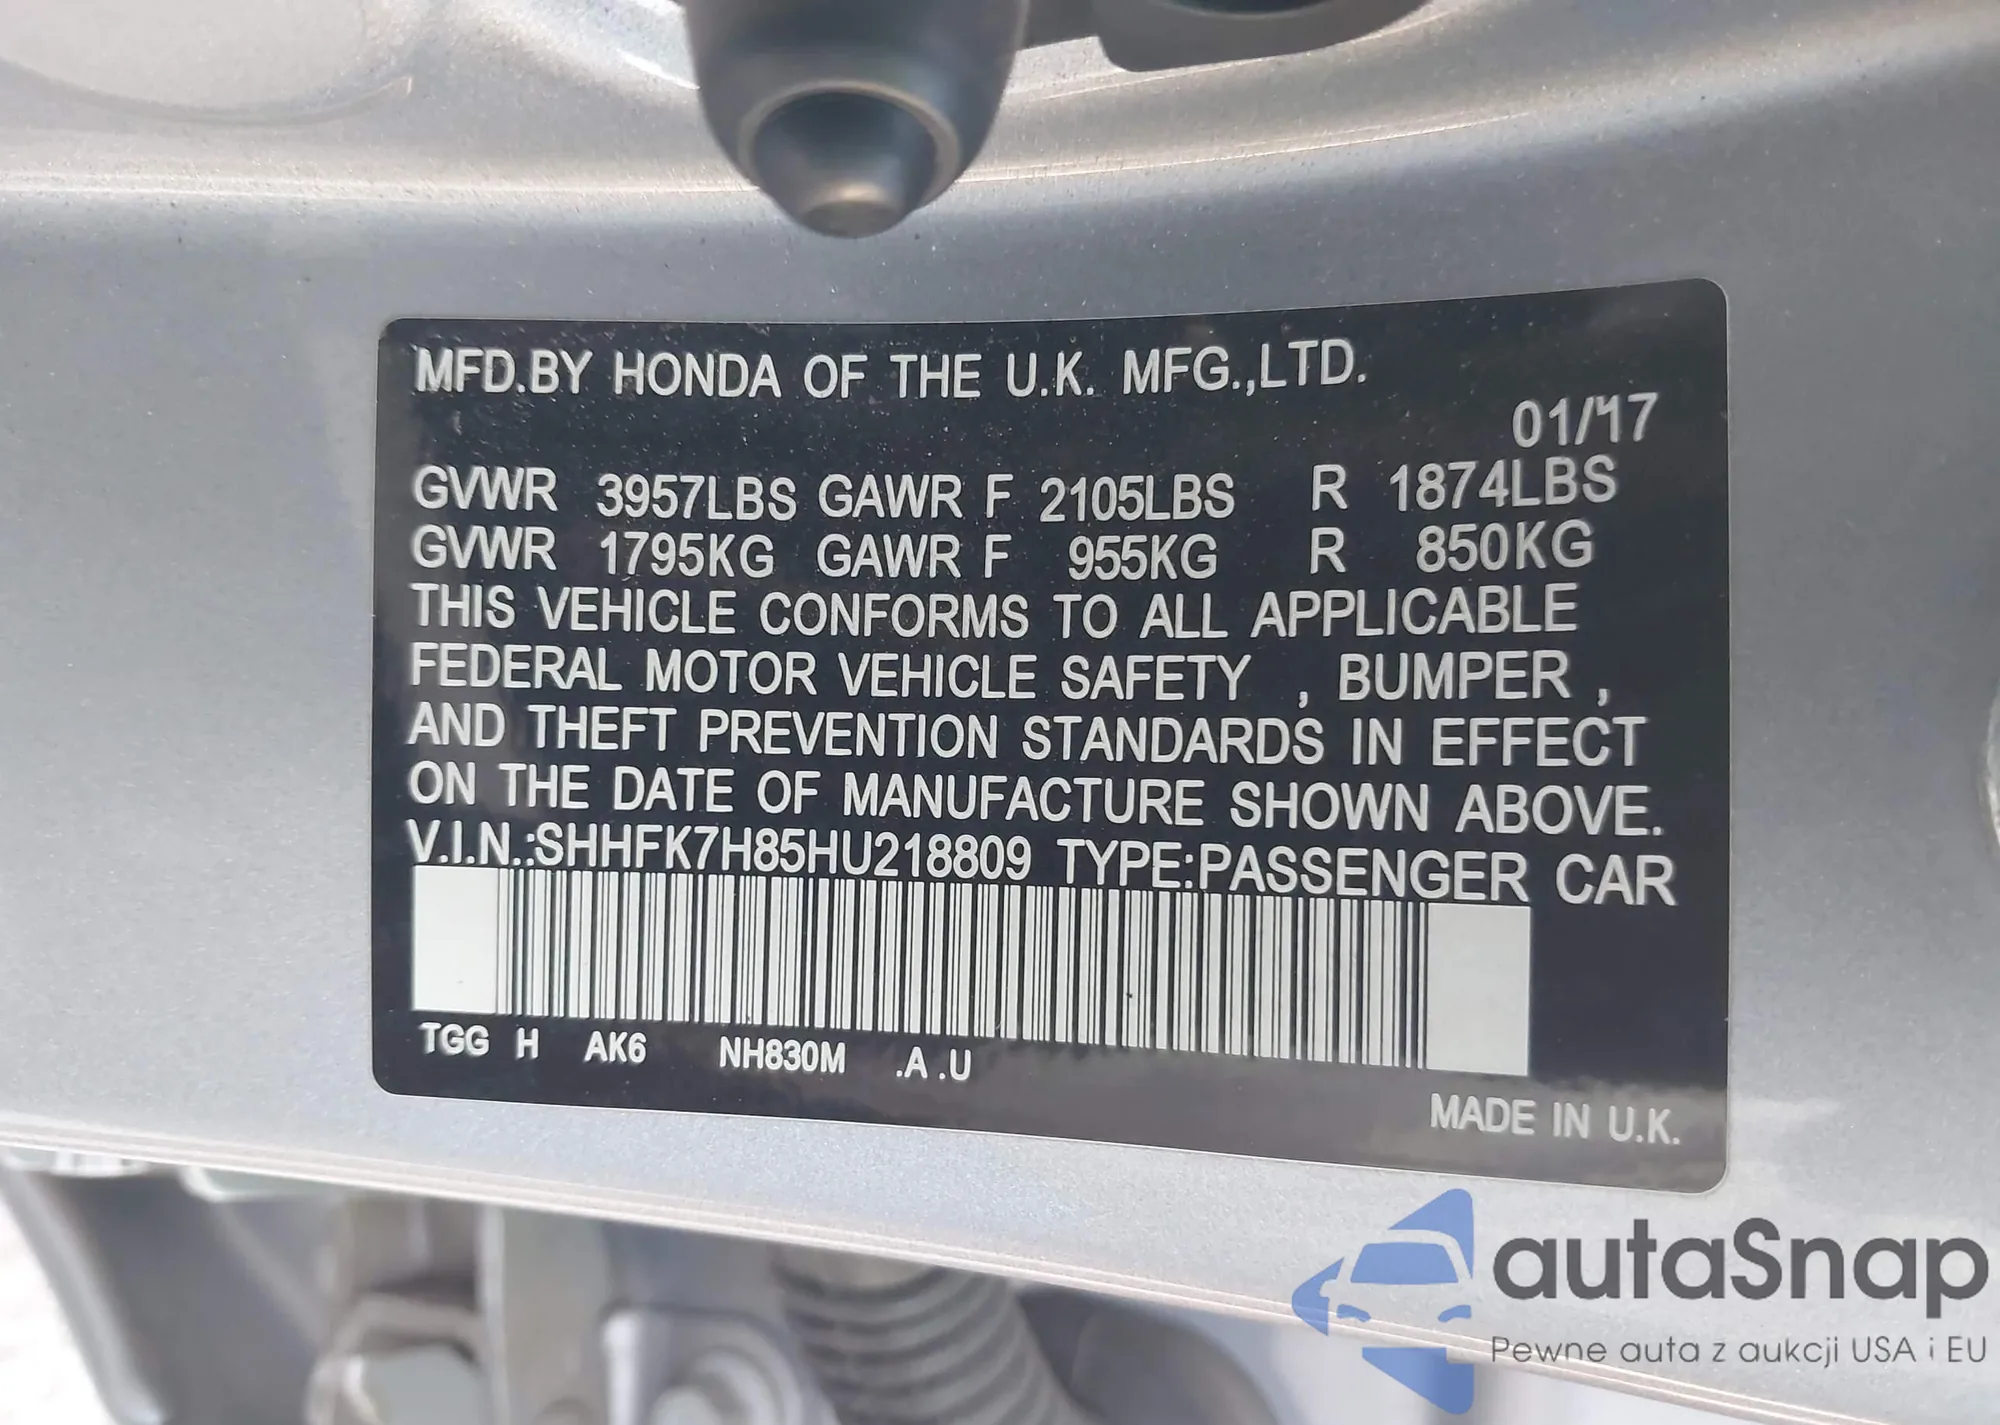 MFD.BY HONDA OF THE U.K. MFG.,LTD.
01/17
GVWR 3957LBS GAWR F 2105LBS R 1874LBS
GVWR 1795KG GAWR F 955KG R 850KG
THIS VEHICLE CONFORMS TO ALL APPLICABLE
FEDERAL MOTOR VEHICLE SAFETY , BUMPER ,
AND THEFT PREVENTION STANDARDS IN EFFECT
ON THE DATE OF MANUFACTURE SHOWN ABOVE.
V.I.N.:SHHFK7H85HU218809 TYPE:PASSENGER CAR
TGG H AK6 NH830M .A .U
MADE IN U.K.
autaSnap
Pewne auta z aukcji USA i EU